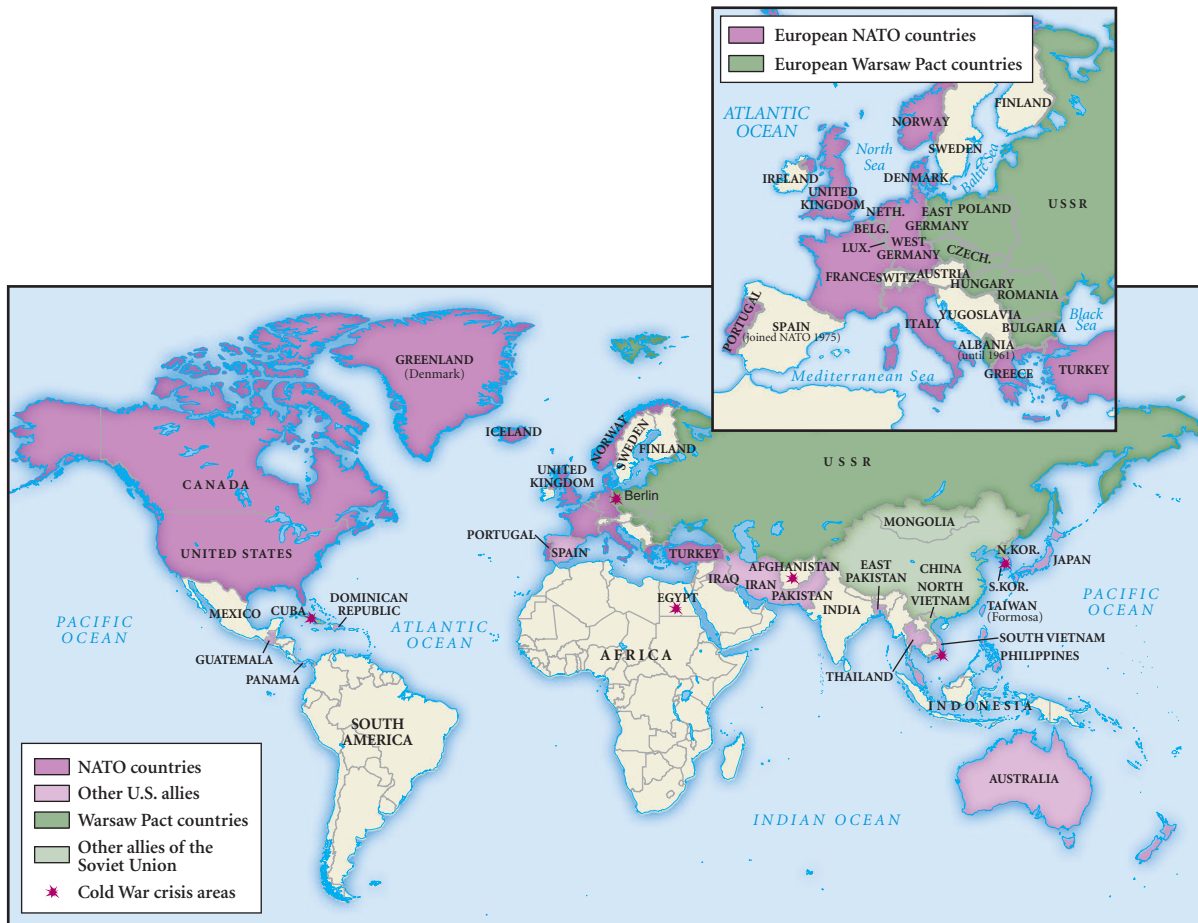 European NATO countries
European Warsaw Pact countries
ATLANTIC
OCEAN
FINLAND
NORWAY
North
Sea
SWEDEN
Baltic Sea
IRELAND
DENMARK
UNITED
KINGDOM
USSR
NETH.
EAST
GERMANY
POLAND
BELG.
LUX.
WEST
GERMANY
CZECH.
FRANCE
SWITZ.
AUSTRIA
HUNGARY
ROMANIA
PORTUGAL
SPAIN
(joined NATO 1975)
ITALY
YUGOSLAVIA
BULGARIA
Black
Sea
ALBANIA
(until 1961)
GREECE
TURKEY
Mediterranean Sea
GREENLAND
(Denmark)
ICELAND
NORWAY
SWEDEN
FINLAND
USSR
CANADA
UNITED
KINGDOM
Berlin
MONGOLIA
UNITED STATES
PORTUGAL
SPAIN
TURKEY
AFGHANISTAN
IRAQ
IRAN
PAKISTAN
EAST
PAKISTAN
CHINA
N.KOR.
S.KOR.
JAPAN
NORTH
VIETNAM
MEXICO
CUBA
DOMINICAN
REPUBLIC
EGYPT
INDIA
TAÍWAN
(Formosa)
PACIFIC
OCEAN
ATLANTIC
OCEAN
PACIFIC
OCEAN
GUATEMALA
PANAMA
AFRICA
SOUTH VIETNAM
PHILIPPINES
THAILAND
INDONESIA
SOUTH
AMERICA
AUSTRALIA
INDIAN OCEAN
NATO countries
Other U.S. allies
Warsaw Pact countries
Other allies of the
Soviet Union
Cold War crisis areas